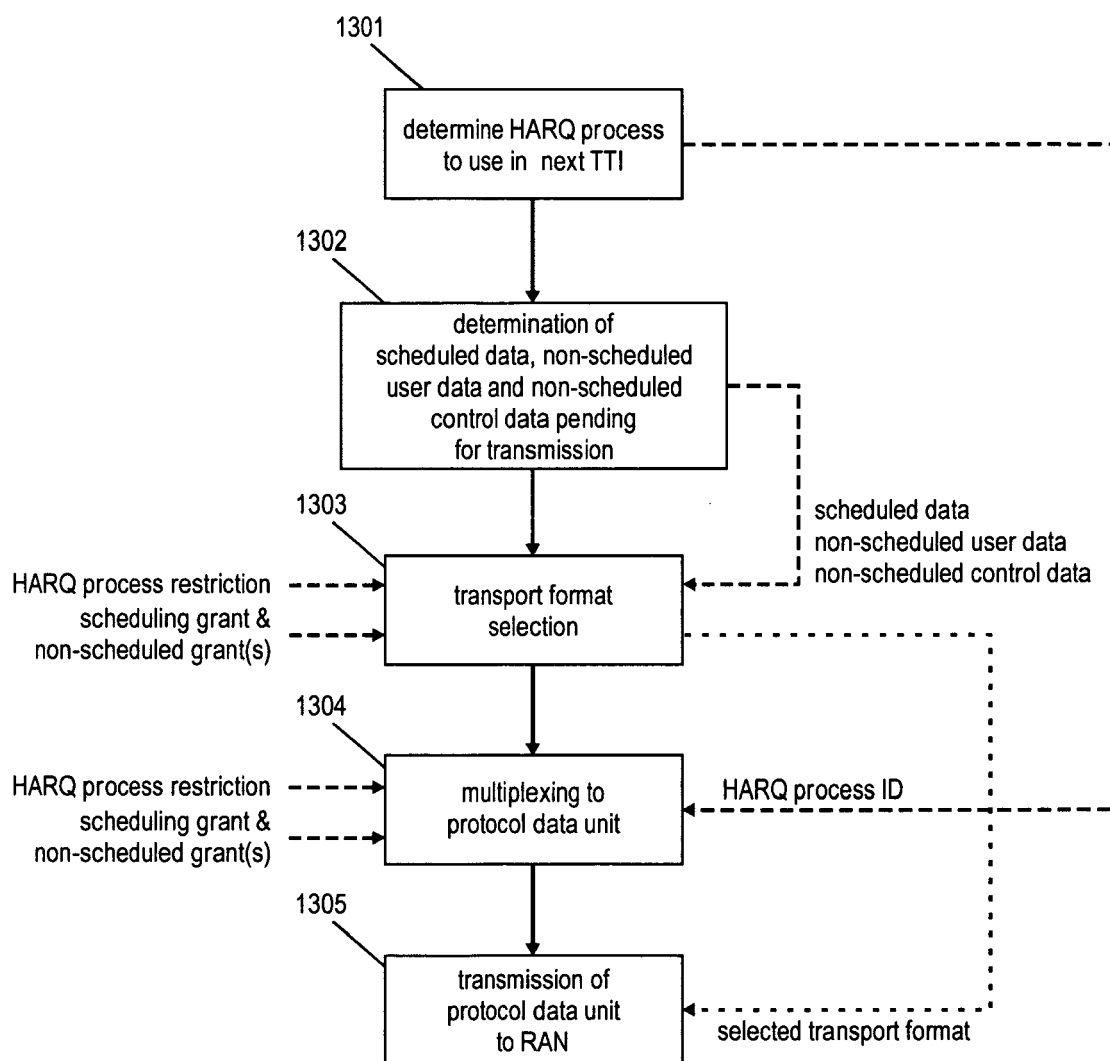 1301
determine HARQ process
to use in next TTI
1302
determination of
scheduled data, non-scheduled
user data and non-scheduled
control data pending
for transmission
scheduled data
non-scheduled user data
non-scheduled control data
1303
HARQ process restriction
scheduling grant &
non-scheduled grant(s)
transport format
selection
1304
HARQ process restriction
scheduling grant &
non-scheduled grant(s)
multiplexing to
protocol data unit
HARQ process ID
1305
transmission of
protocol data unit
to RAN
selected transport format